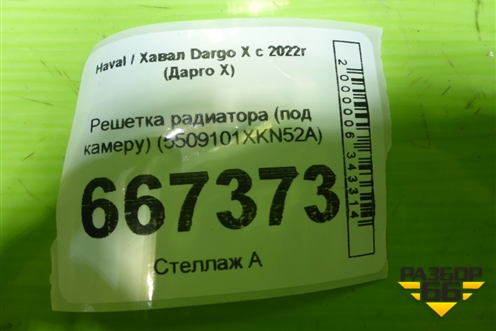 Haval / Хавал Dargo X с 2022г
(Дарго Х)
Решетка радиатора (под
камеру) (5509101XKN52A)
667373
Стеллаж А
2000006343314
РАЗБОР
66